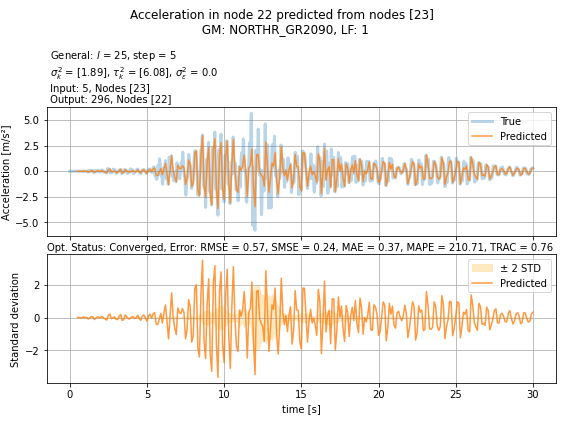 Acceleration in node 22 predicted from nodes [23]
GM: NORTHR_GR2090, LF: 1
General: l = 25, step = 5
σ²ₖ = [1.89], τ²ₖ = [6.08], σ²ε = 0.0
Input: 5, Nodes [23]
Output: 296, Nodes [22]
Acceleration [m/s²]
5.0
2.5
0.0
−2.5
−5.0
True
Predicted
Opt. Status: Converged, Error: RMSE = 0.57, SMSE = 0.24, MAE = 0.37, MAPE = 210.71, TRAC = 0.76
Standard deviation
2
0
−2
± 2 STD
Predicted
0 5 10 15 20 25 30
time [s]